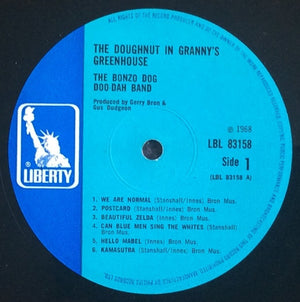 THE DOUGHNUT IN GRANNY'S
GREENHOUSE
THE BONZO DOG
DOO DAH BAND
Produced by Gerry Bron &
Gus Dudgeon
℗ 1968
LBL 83158
Side 1
(LBL 83158 A)
LIBERTY
1. WE ARE NORMAL (Stanshall/Innes) Bron Mus.
2. POSTCARD (Stanshall/Innes) Bron Mus.
3. BEAUTIFUL ZELDA (Innes) Bron Mus.
4. CAN BLUE MEN SING THE WHITES (Stanshall)
Bron Mus.
5. HELLO MABEL (Innes) Bron Mus.
6. KAMASUTRA (Stanshall/Innes) Bron Mus.